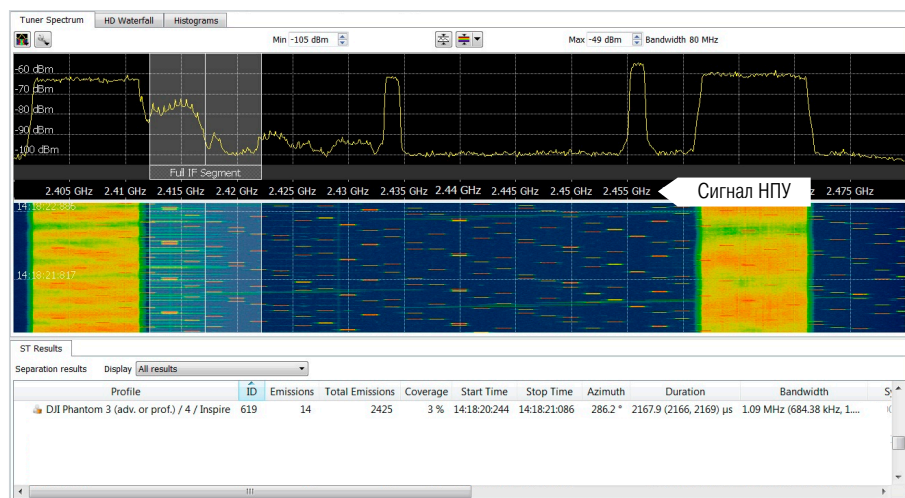 Tuner Spectrum HD Waterfall Histograms
Min -105 dBm Max -49 dBm Bandwidth 80 MHz
-60 dBm
-70 dBm
-80 dBm
-90 dBm
-100 dBm
Full IF Segment
2.405 GHz 2.41 GHz 2.415 GHz 2.42 GHz 2.425 GHz 2.43 GHz 2.435 GHz 2.44 GHz 2.445 GHz 2.45 GHz 2.455 GHz Сигнал НПУ 2.475 GHz
14:18:21:817
ST Results
Separation results Display All results
Profile ID Emissions Total Emissions Coverage Start Time Stop Time Azimuth Duration Bandwidth
DJI Phantom 3 (adv. or prof.) / 4 / Inspire 619 14 2425 3 % 14:18:20:244 14:18:21:086 286.2 ° 2167.9 (2166, 2169) µs 1.09 MHz (684.38 kHz, 1....